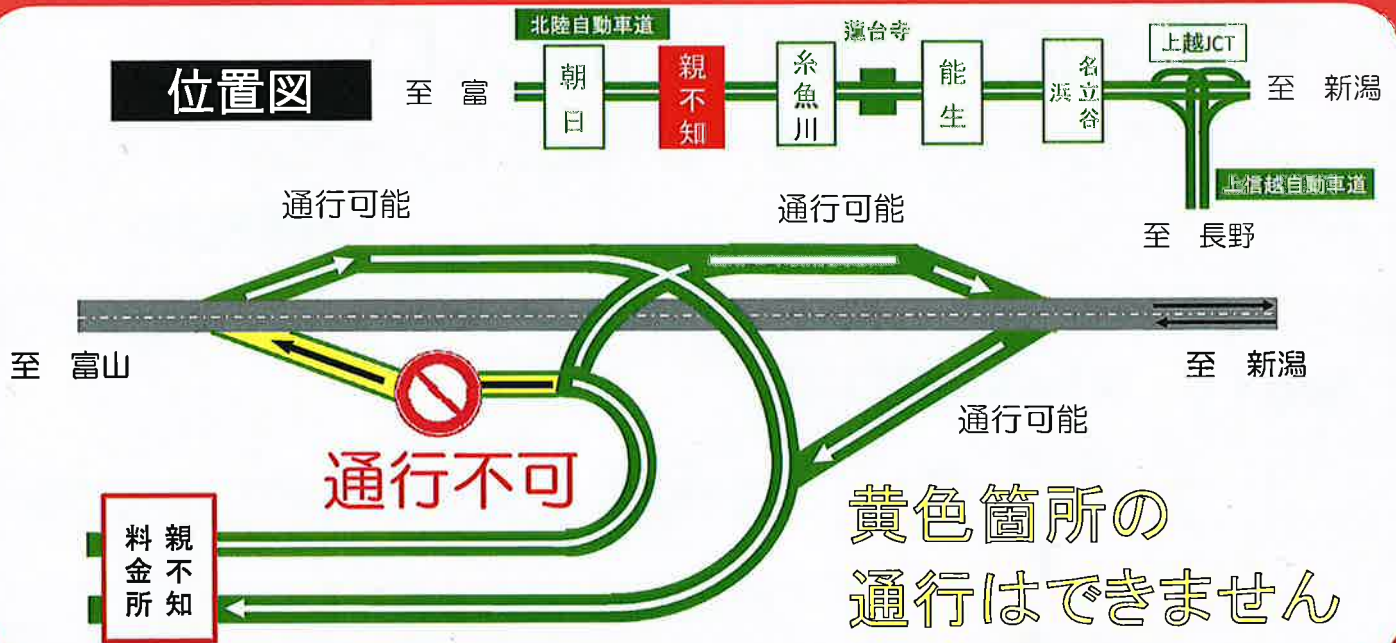 北陸自動車道
位置図
至 富
朝日
親不知
糸魚川
蓮台寺
能生
名立谷浜
上越JCT
至 新潟
上信越自動車道
至 長野
通行可能
通行可能
至 富山
至 新潟
通行可能
通行不可
親不知
料金所
黄色箇所の
通行はできません